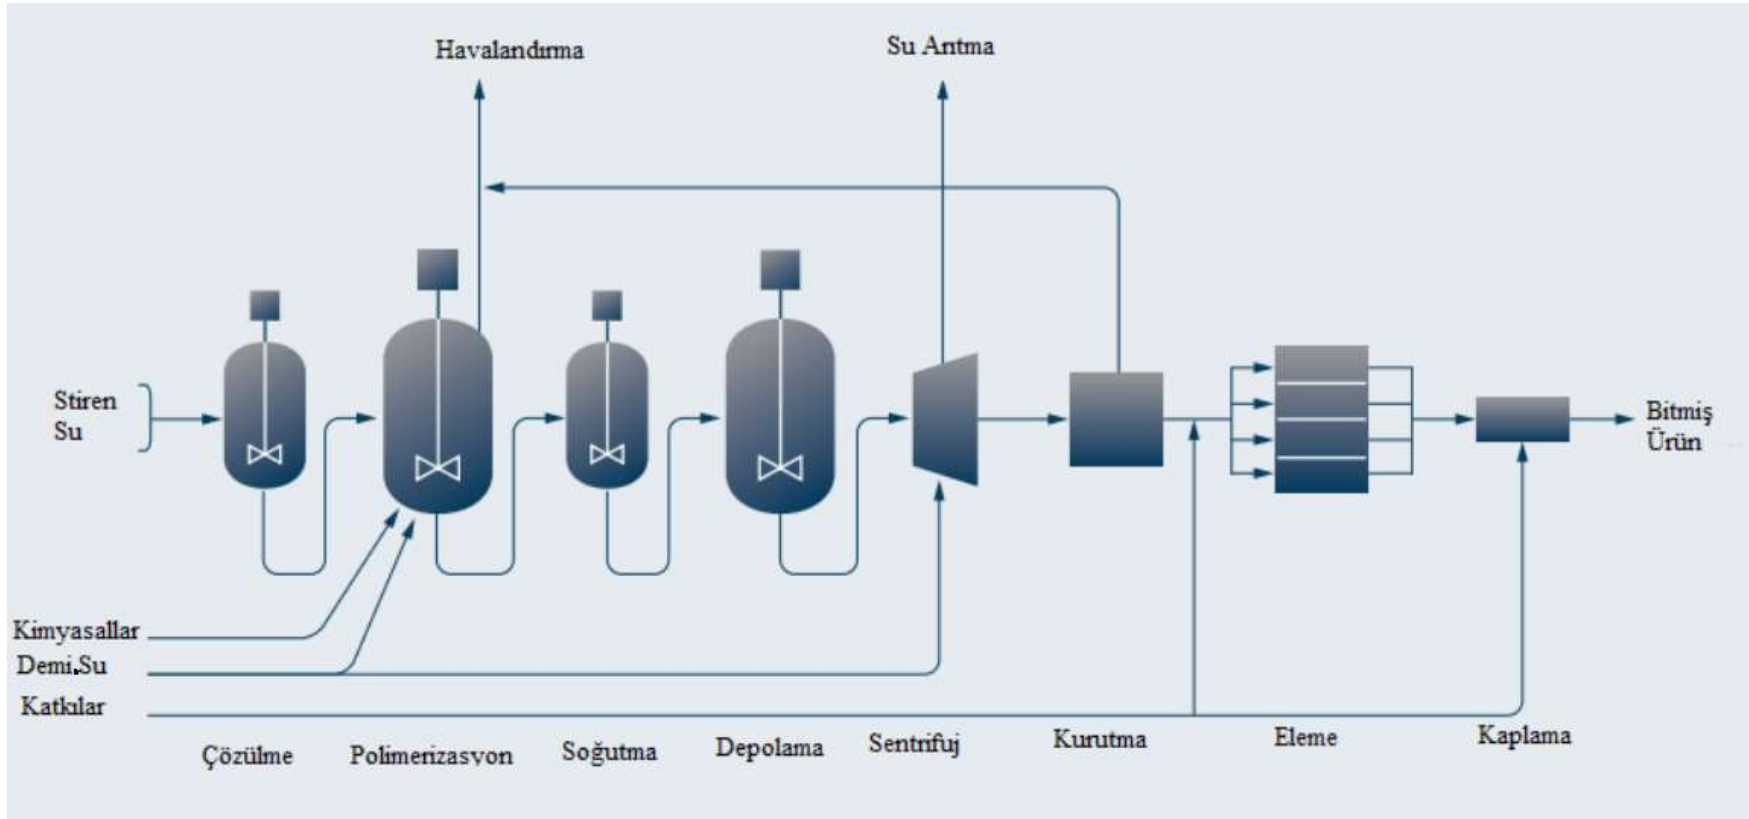 Havalandırma
Su Arıtma
Stiren
Su
Bitmiş
Ürün
Kimyasallar
Demi.Su
Katkılar
Çözülme
Polimerizasyon
Soğutma
Depolama
Sentrifuj
Kurutma
Eleme
Kaplama